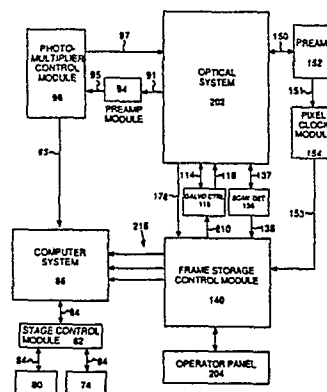 PHOTO-
MULTIPLIER
CONTROL
MODULE
96
97
95
94
91
PREAMP
MODULE
OPTICAL
SYSTEM
202
150
PREAMP
152
151
PIXEL
CLOCK
MODULE
154
153
93
178
114
118
137
GALVO CTRL
116
SCAN DET
136
210
138
216
COMPUTER
SYSTEM
86
FRAME STORAGE
CONTROL MODULE
140
84
STAGE CONTROL
MODULE 82
84
84
80
74
OPERATOR PANEL
204